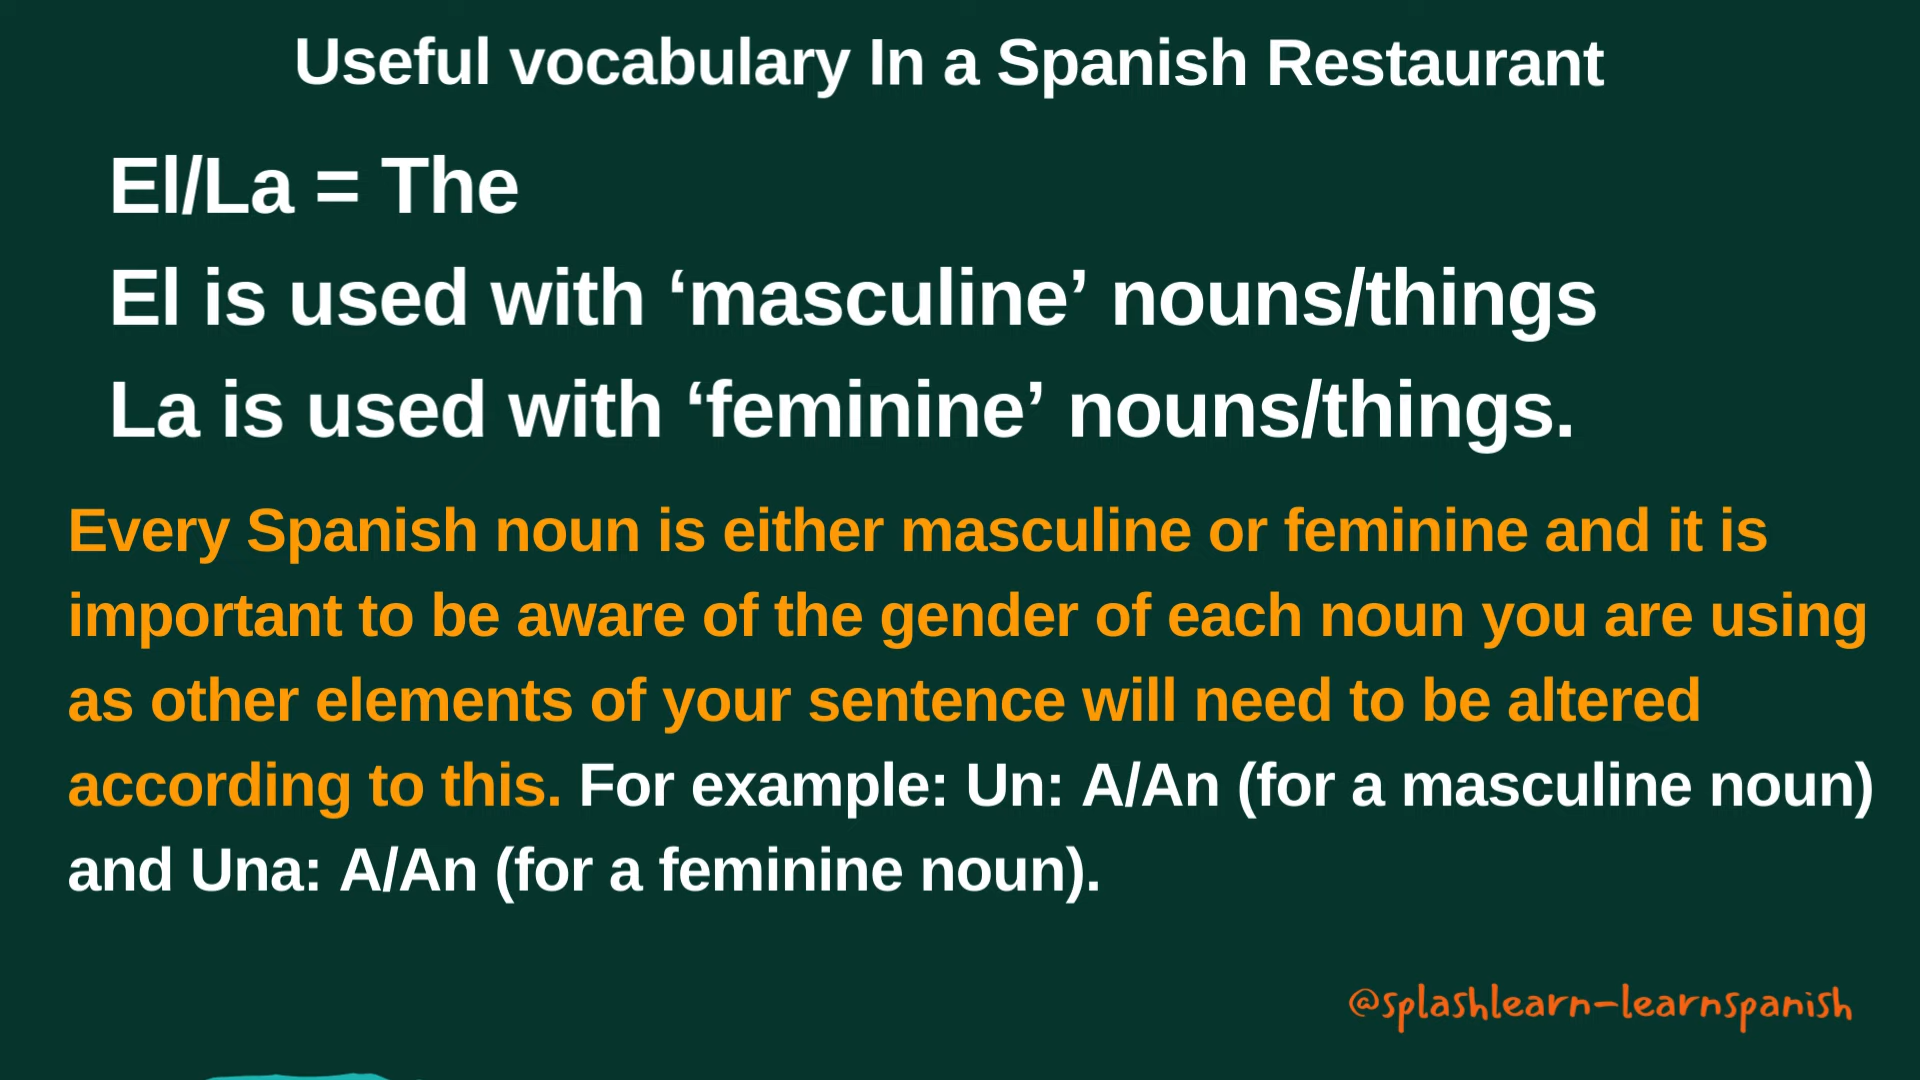 Useful vocabulary In a Spanish Restaurant
El/La = The
El is used with ‘masculine’ nouns/things
La is used with ‘feminine’ nouns/things.
Every Spanish noun is either masculine or feminine and it is
important to be aware of the gender of each noun you are using
as other elements of your sentence will need to be altered
according to this. For example: Un: A/An (for a masculine noun)
and Una: A/An (for a feminine noun).
@splashlearn-learnspanish